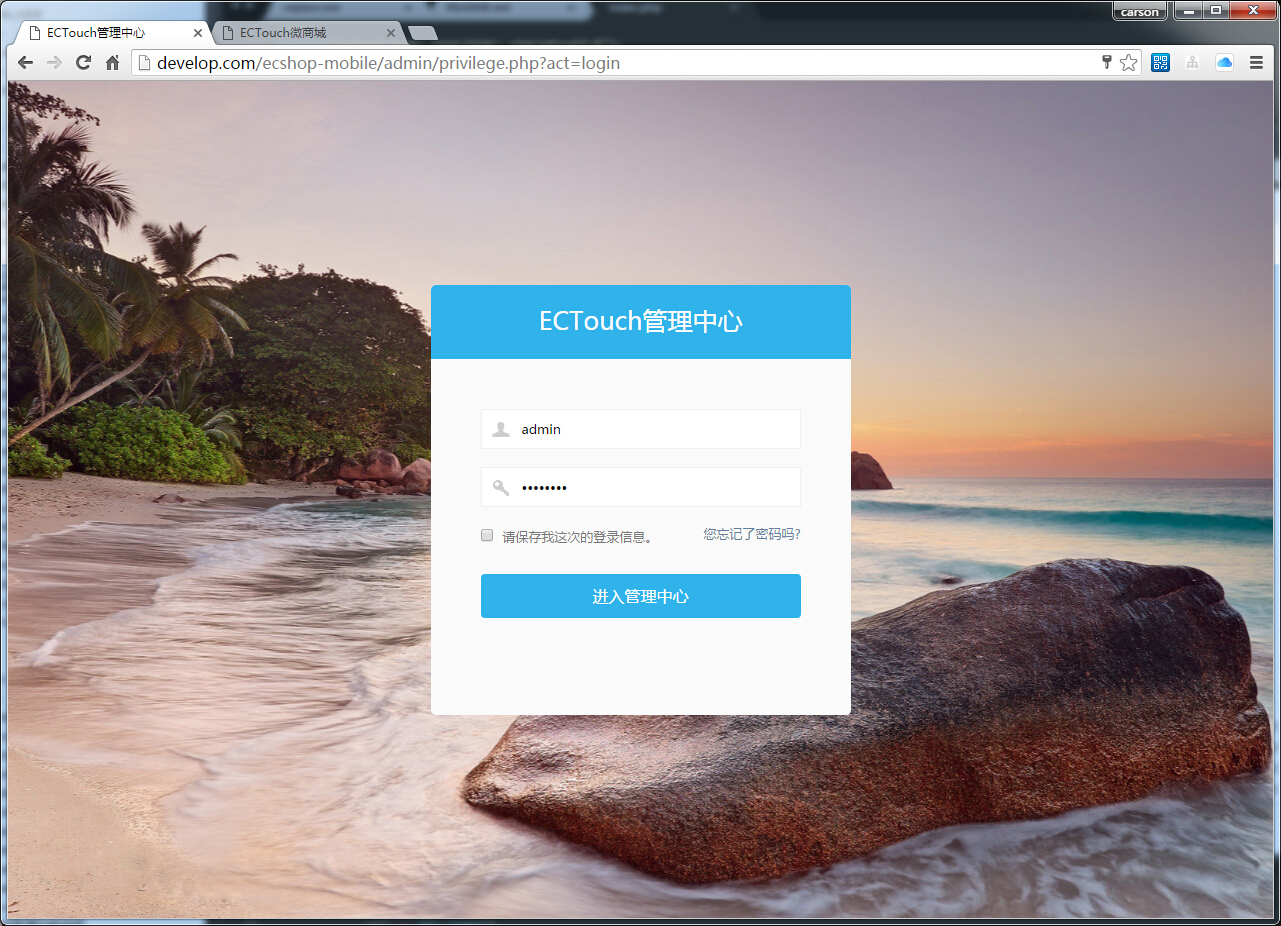 carson
ECTouch管理中心
ECTouch微商城
develop.com/ecshop-mobile/admin/privilege.php?act=login
ECTouch管理中心
admin
••••••••
请保存我这次的登录信息。
您忘记了密码吗?
进入管理中心